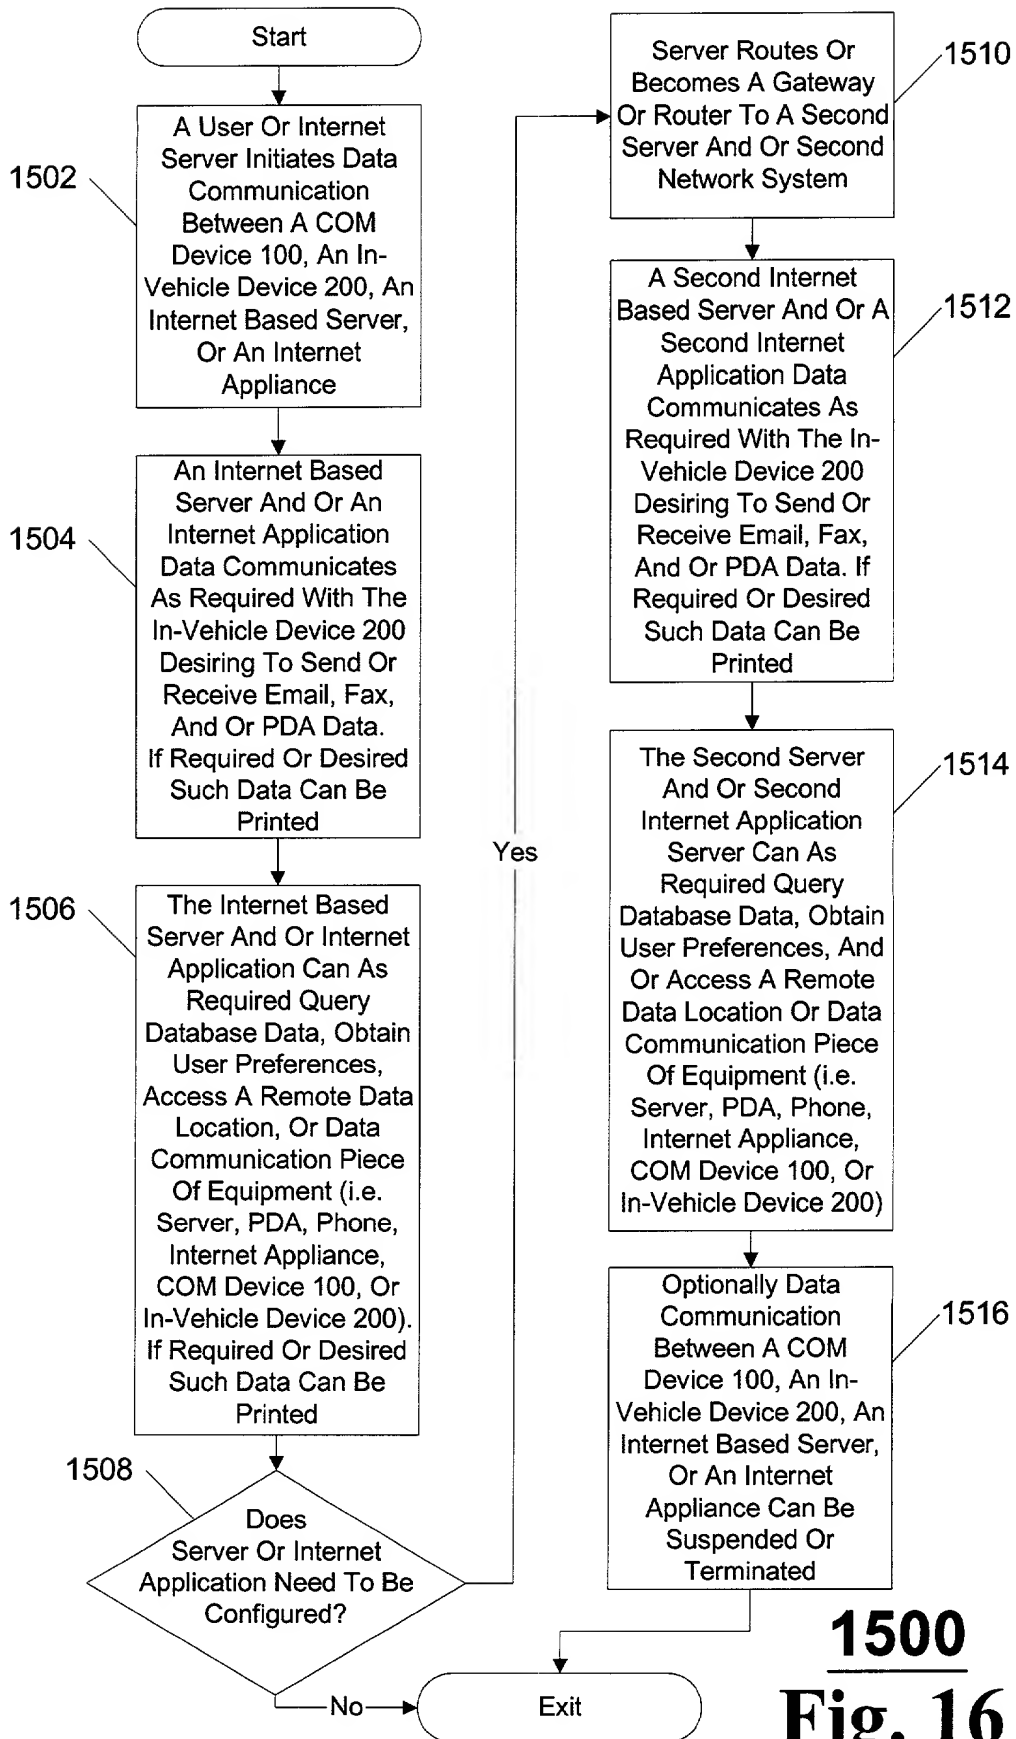 Start
1502
A User Or Internet
Server Initiates Data
Communication
Between A COM
Device 100, An In-
Vehicle Device 200, An
Internet Based Server,
Or An Internet
Appliance
1504
An Internet Based
Server And Or An
Internet Application
Data Communicates
As Required With The
In-Vehicle Device 200
Desiring To Send Or
Receive Email, Fax,
And Or PDA Data.
If Required Or Desired
Such Data Can Be
Printed
1506
The Internet Based
Server And Or Internet
Application Can As
Required Query
Database Data, Obtain
User Preferences,
Access A Remote Data
Location, Or Data
Communication Piece
Of Equipment (i.e.
Server, PDA, Phone,
Internet Appliance,
COM Device 100, Or
In-Vehicle Device 200).
If Required Or Desired
Such Data Can Be
Printed
1508
Does
Server Or Internet
Application Need To Be
Configured?
Yes
No
Server Routes Or
Becomes A Gateway
Or Router To A Second
Server And Or Second
Network System
1510
A Second Internet
Based Server And Or A
Second Internet
Application Data
Communicates As
Required With The In-
Vehicle Device 200
Desiring To Send Or
Receive Email, Fax,
And Or PDA Data. If
Required Or Desired
Such Data Can Be
Printed
1512
The Second Server
And Or Second
Internet Application
Server Can As
Required Query
Database Data, Obtain
User Preferences, And
Or Access A Remote
Data Location Or Data
Communication Piece
Of Equipment (i.e.
Server, PDA, Phone,
Internet Appliance,
COM Device 100, Or
In-Vehicle Device 200)
1514
Optionally Data
Communication
Between A COM
Device 100, An In-
Vehicle Device 200, An
Internet Based Server,
Or An Internet
Appliance Can Be
Suspended Or
Terminated
1516
Exit
1500
Fig. 16